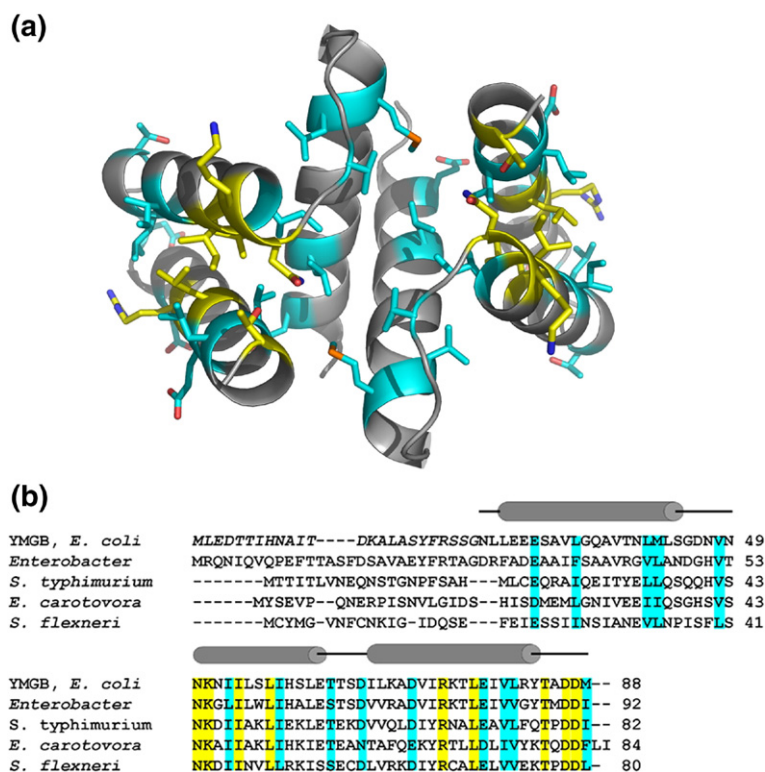 (a)
(b)
YMGB, E. coli MLEDTTIHNAIT----DKALASYFRSSGNLLEEESAVLGQAVTNLMLSGDNVN 49
Enterobacter MRQNIQVQPEFTTASFDSAVAEYFRTAGDRFADEAAIFSAAVRGVLANDGHVT 53
S. typhimurium ------MTTITLVNEQNSTGNPFSAH---MLCEQRAIQEITYELLQSQQHVS 43
E. carotovora -----MYSEVP--QNERPISNVLGIDS--HISDMEMLGNIVEEIIQSGHSVS 43
S. flexneri ------MCYMG-VNFCNKIG-IDQSE--FEIESSIINSIANEVLNPISFLS 41
YMGB, E. coli NKNIILSLIHSLETTSDILKADVIRKTLEIVLRYTADDM-- 88
Enterobacter NKGLILWLIHALESTSDVVRADVIRKTLEIVVGYTMDDI-- 92
S. typhimurium NKDIIAKLIEKLETEKDVVQLDIYRNALEAVLFQTPDDI-- 82
E. carotovora NKAIIAKLIHKIETEANTAFQEKYRTLLDLIVYKTQDDFLI 84
S. flexneri NKDIINVLLRKISSECDLVRKDIYRCALELVVEKTPDDL- 80